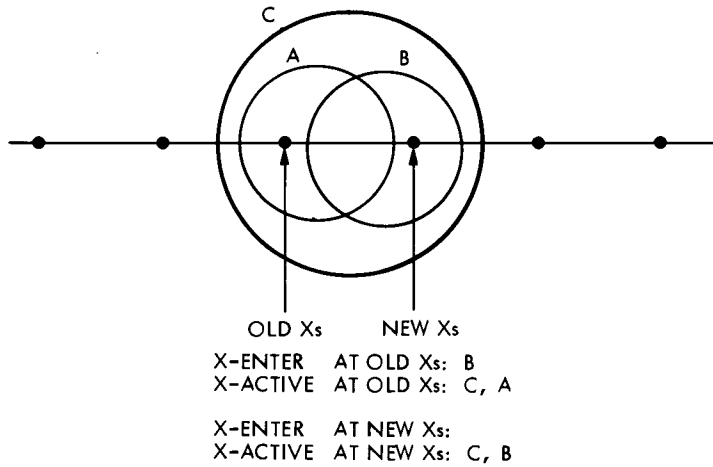 C
A B
OLD Xs NEW Xs
X-ENTER AT OLD Xs: B
X-ACTIVE AT OLD Xs: C, A
X-ENTER AT NEW Xs:
X-ACTIVE AT NEW Xs: C, B